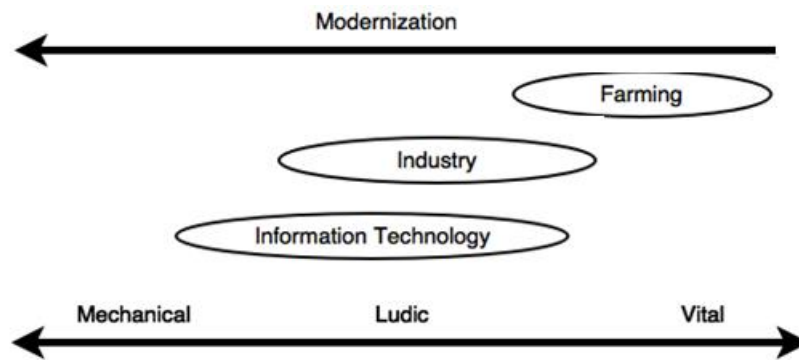 Modernization
Farming
Industry
Information Technology
Mechanical Ludic Vital